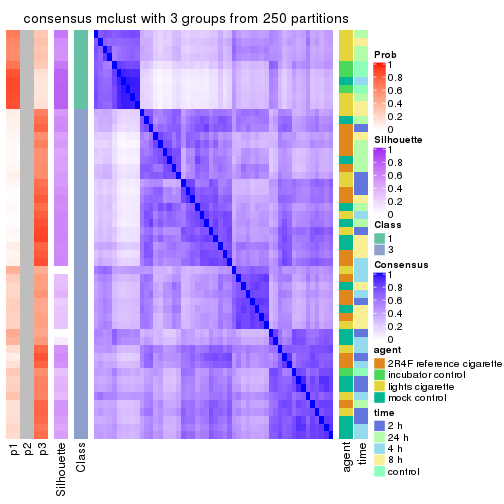 consensus mclust with 3 groups from 250 partitions
Prob
1
0.8
0.6
0.4
0.2
0
Silhouette
1
0.8
0.6
0.4
0.2
0
Class
1
3
Consensus
1
0.8
0.6
0.4
0.2
0
agent
2R4F reference cigarette
incubator control
lights cigarette
mock control
time
2 h
24 h
4 h
8 h
control
p1
p2
p3
Silhouette
Class
agent
time